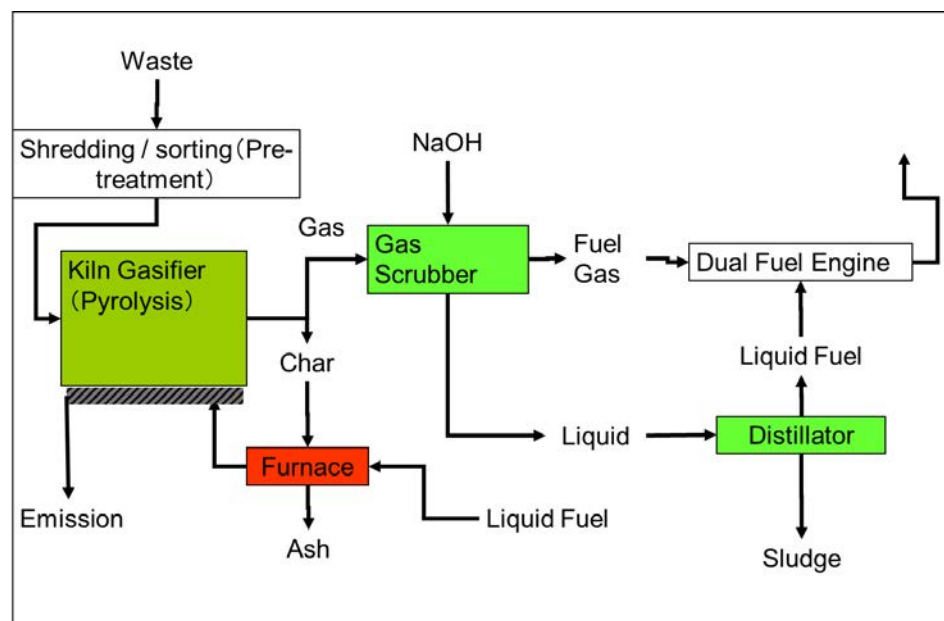 Waste
Shredding / sorting（Pre-
treatment）
NaOH
Gas
Gas
Scrubber
Fuel
Gas
Dual Fuel Engine
Kiln Gasifier
（Pyrolysis）
Char
Liquid Fuel
Liquid
Distillator
Furnace
Emission
Liquid Fuel
Ash
Sludge